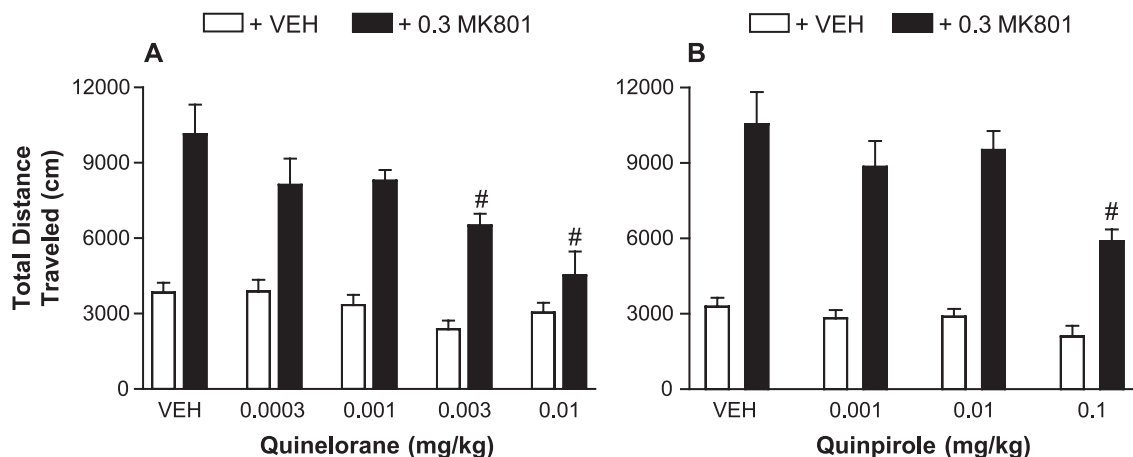 + VEH + 0.3 MK801
+ VEH + 0.3 MK801
A
B
Total Distance
Traveled (cm)
12000
9000
6000
3000
0
# #
VEH 0.0003 0.001 0.003 0.01
Quinelorane (mg/kg)
12000
9000
6000
3000
0
#
VEH 0.001 0.01 0.1
Quinpirole (mg/kg)